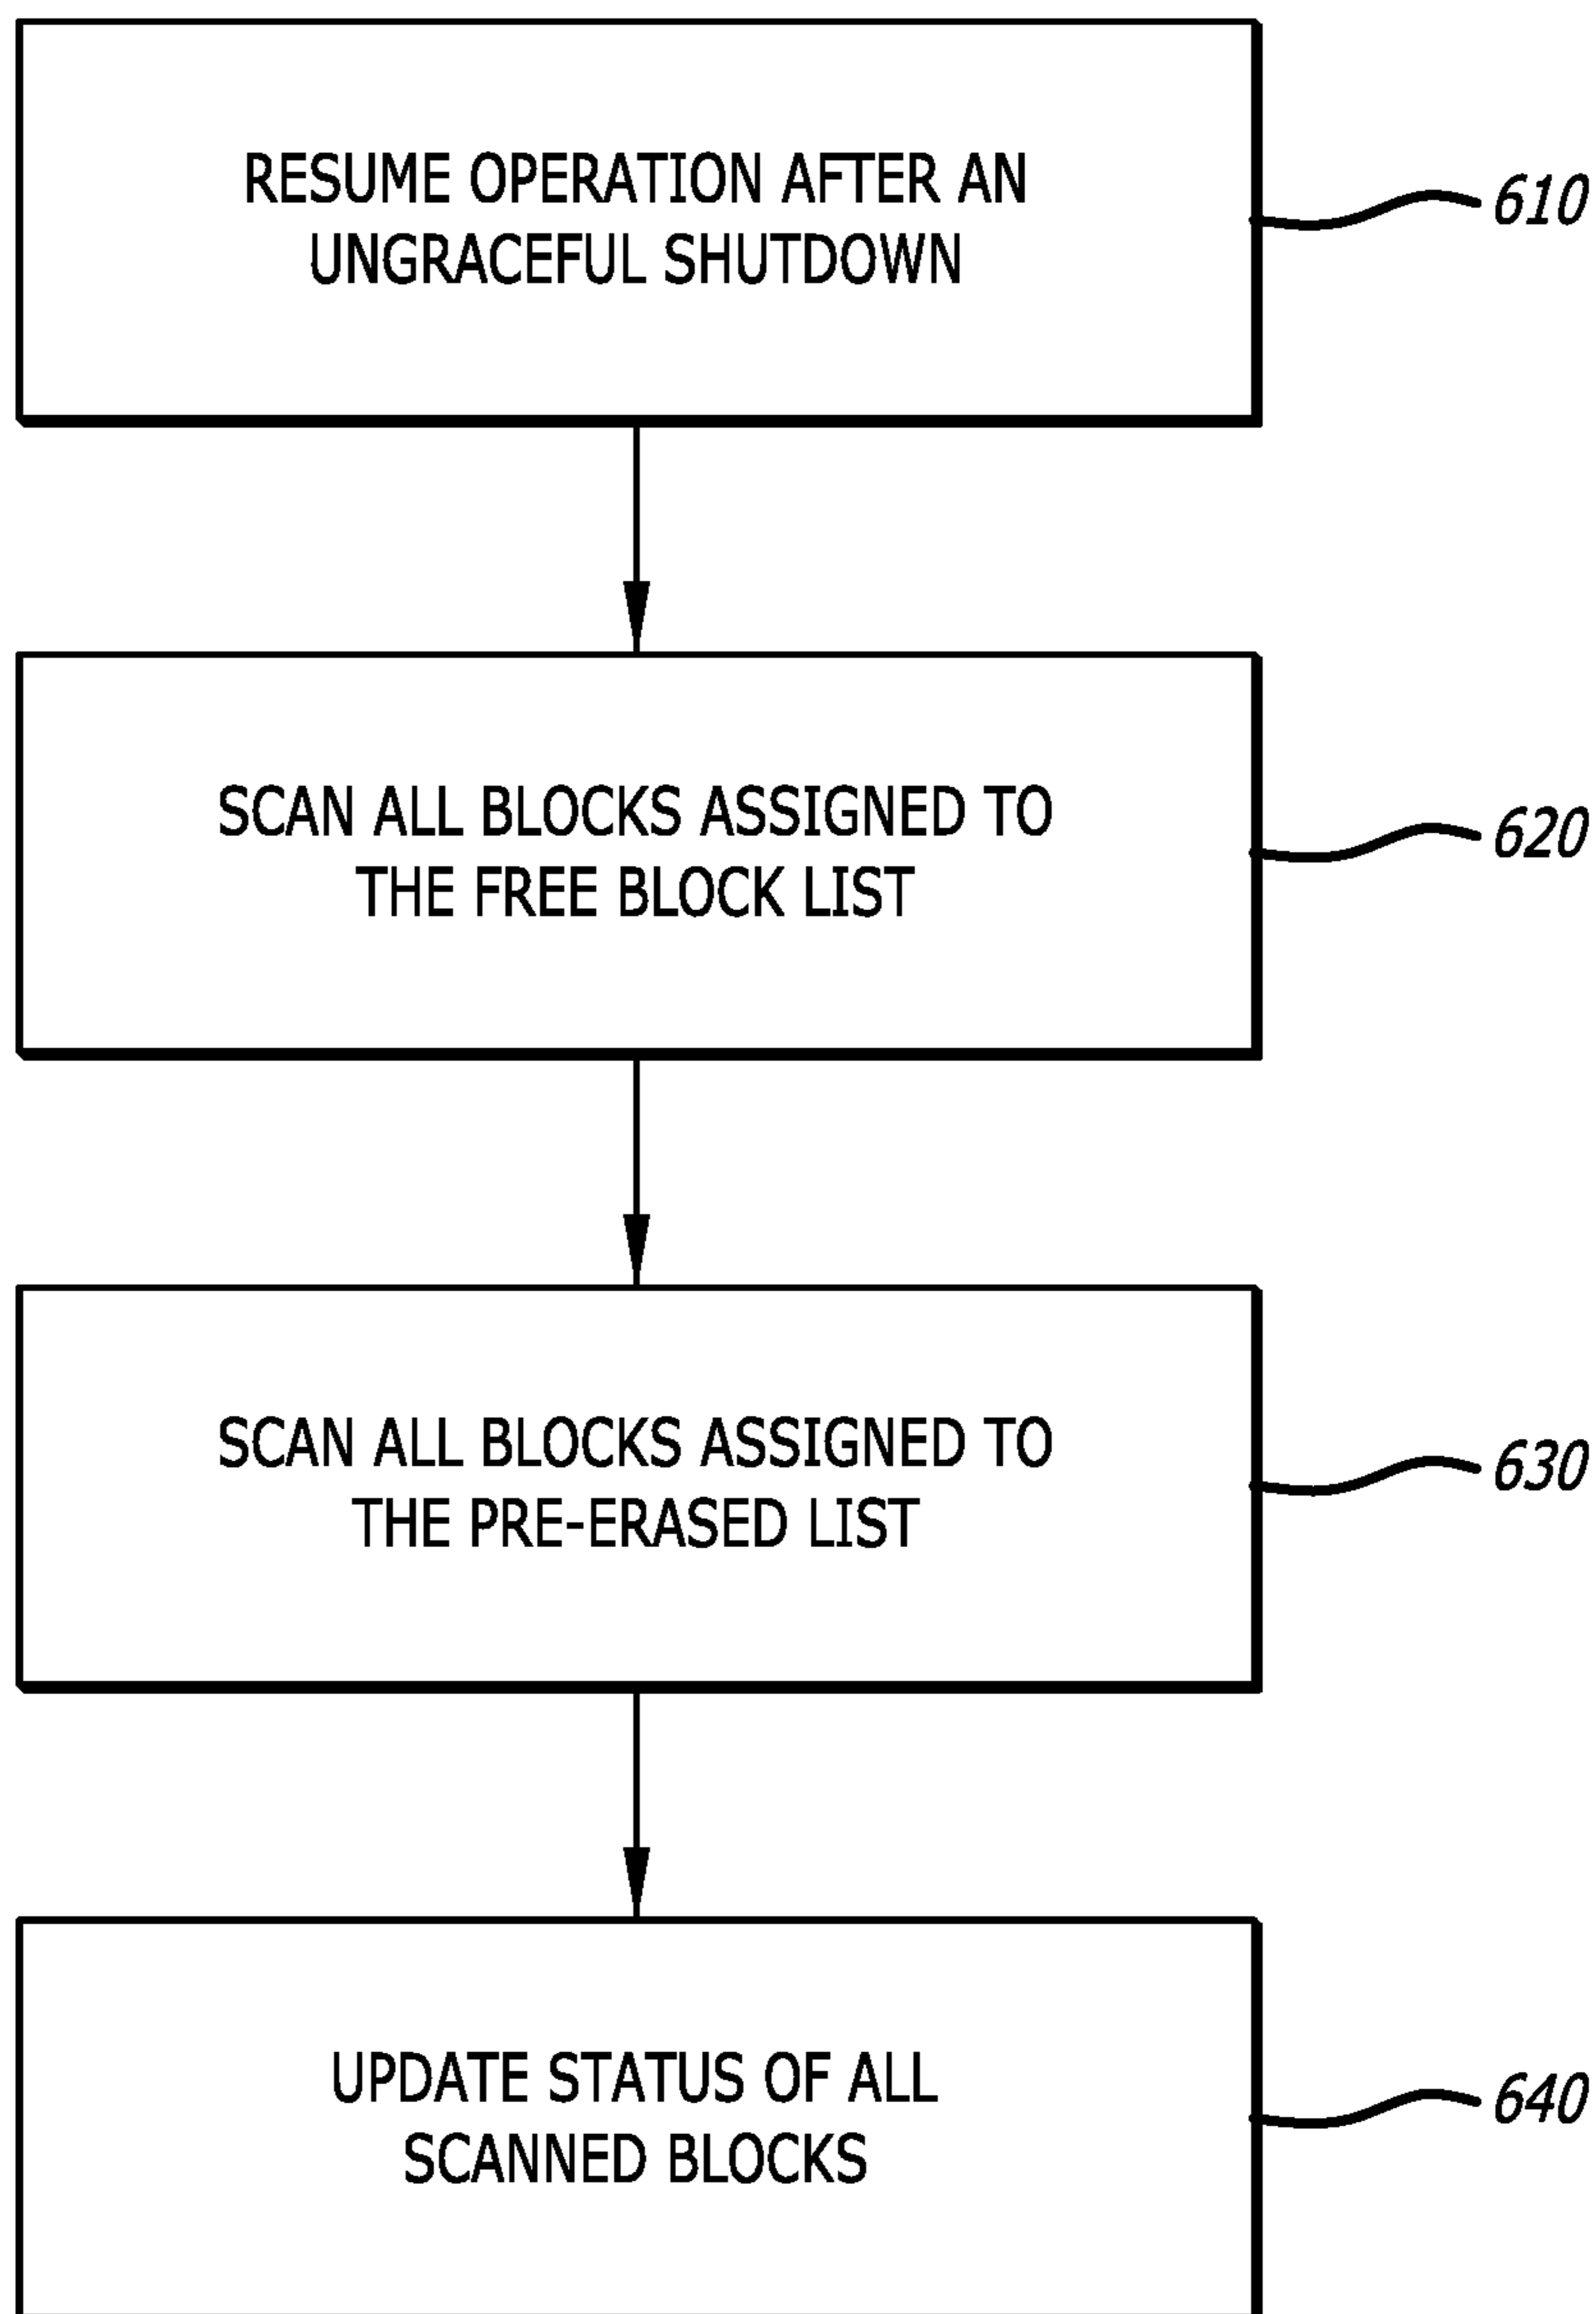 RESUME OPERATION AFTER AN
UNGRACEFUL SHUTDOWN
610
SCAN ALL BLOCKS ASSIGNED TO
THE FREE BLOCK LIST
620
SCAN ALL BLOCKS ASSIGNED TO
THE PRE-ERASED LIST
630
UPDATE STATUS OF ALL
SCANNED BLOCKS
640